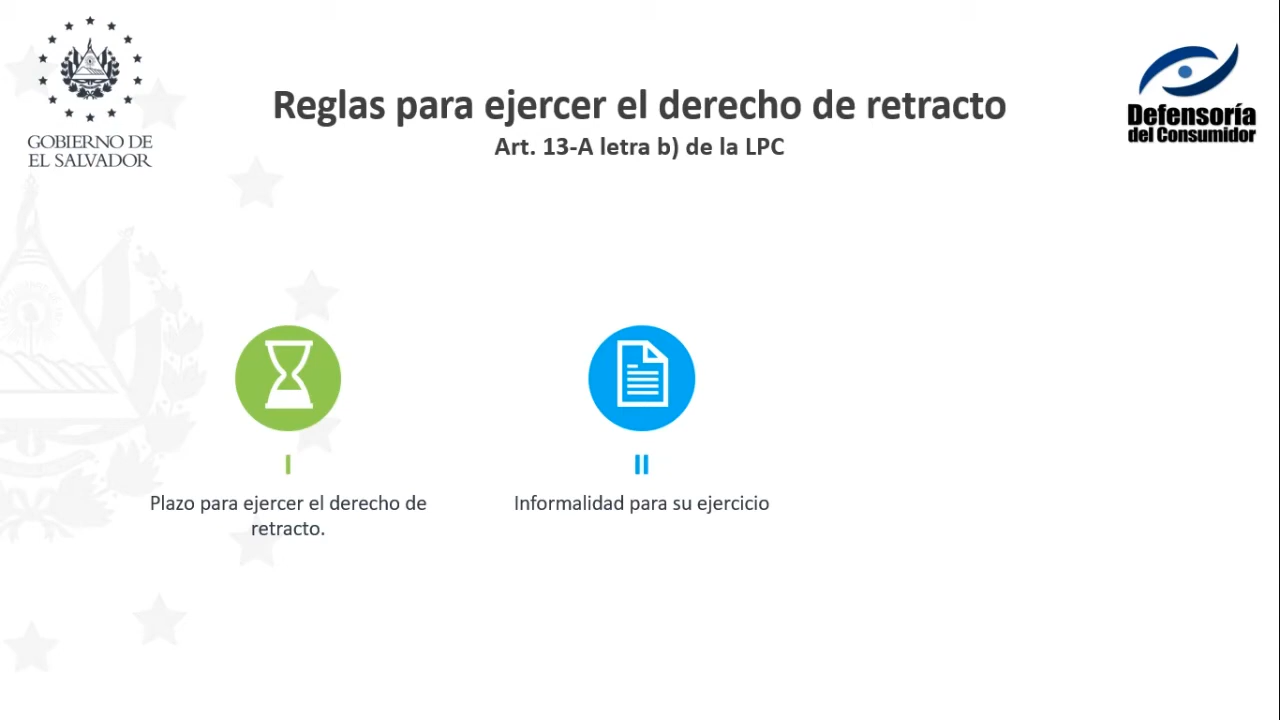 GOBIERNO DE
EL SALVADOR
Reglas para ejercer el derecho de retracto
Art. 13-A letra b) de la LPC
Defensoría
del Consumidor
I
Plazo para ejercer el derecho de
retracto.
II
Informalidad para su ejercicio